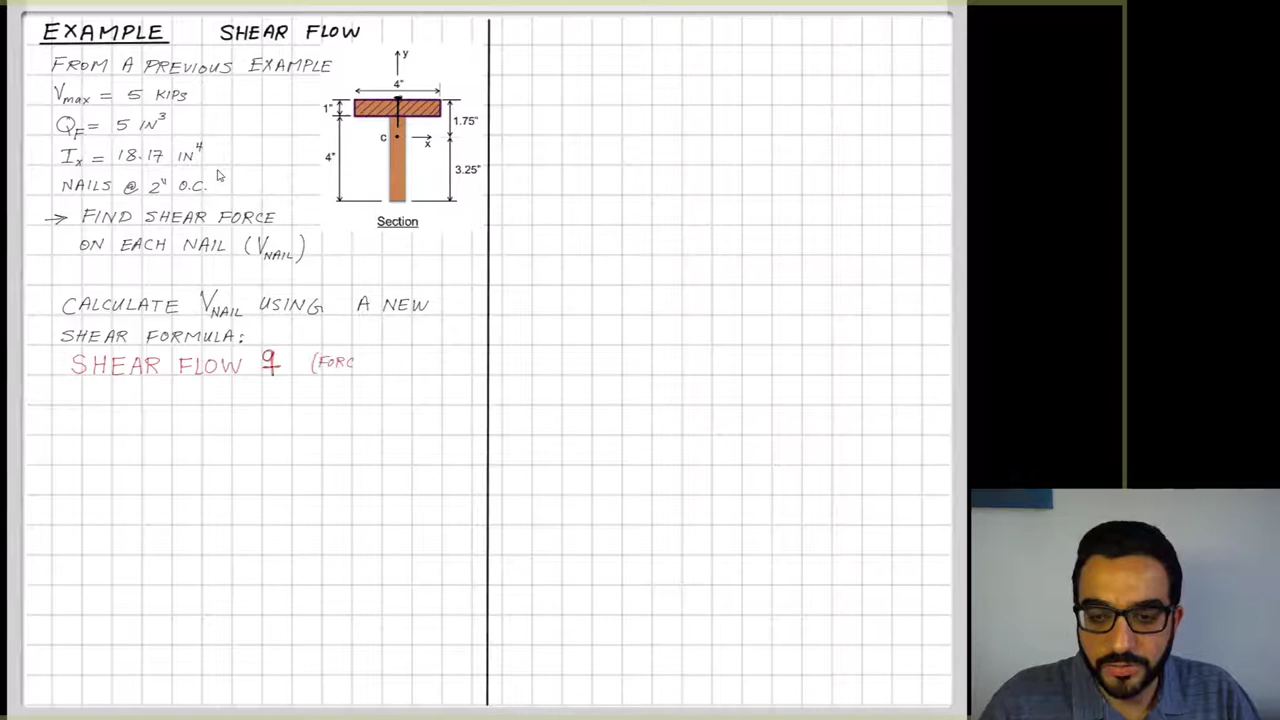 EXAMPLE SHEAR FLOW
FROM A PREVIOUS EXAMPLE
Vmax = 5 KIPS
QF = 5 IN³
Ix = 18.17 IN⁴
NAILS @ 2" O.C.
→ FIND SHEAR FORCE
ON EACH NAIL (VNAIL)
y
4"
1"
1.75"
C
x
4"
3.25"
Section
CALCULATE VNAIL USING A NEW
SHEAR FORMULA:
SHEAR FLOW q (FORC